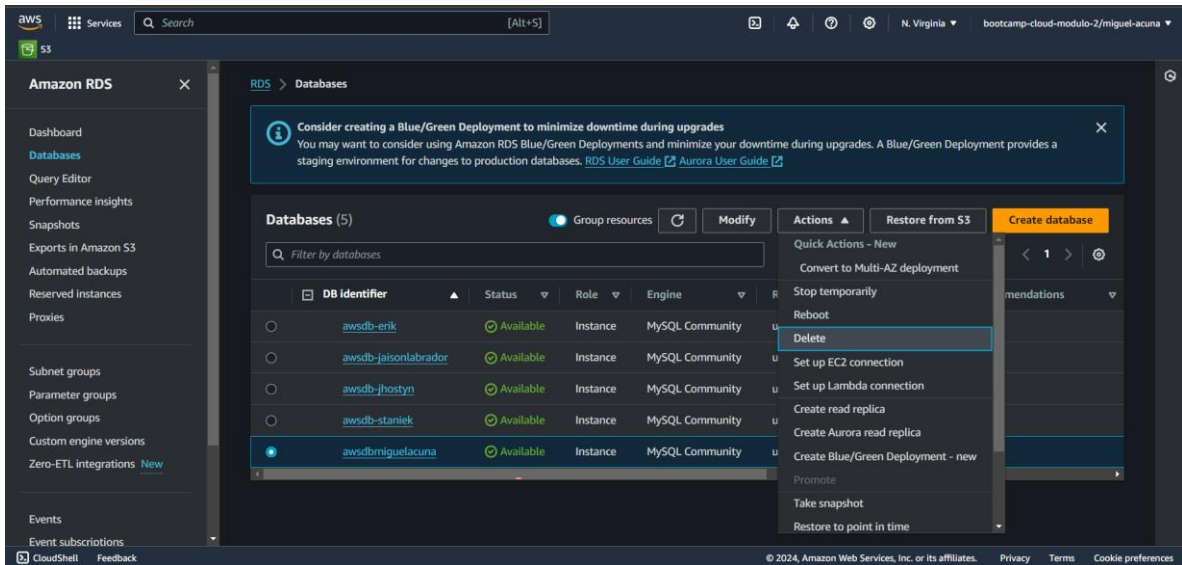 aws Services Search [Alt+S] N. Virginia bootcamp-cloud-modulo-2/miguel-acuna
S3
Amazon RDS
Dashboard
Databases
Query Editor
Performance insights
Snapshots
Exports in Amazon S3
Automated backups
Reserved instances
Proxies
Subnet groups
Parameter groups
Option groups
Custom engine versions
Zero-ETL integrations New
Events
Event subscriptions
RDS > Databases
Consider creating a Blue/Green Deployment to minimize downtime during upgrades
You may want to consider using Amazon RDS Blue/Green Deployments and minimize your downtime during upgrades. A Blue/Green Deployment provides a
staging environment for changes to production databases. RDS User Guide Aurora User Guide
Databases (5) Group resources Modify Actions Restore from S3 Create database
Filter by databases < 1 >
DB identifier Status Role Engine R mendations
awsdb-erik Available Instance MySQL Community u
awsdb-jaisonlabrador Available Instance MySQL Community u
awsdb-jhostyn Available Instance MySQL Community u
awsdb-staniek Available Instance MySQL Community u
awsdbmiguelacuna Available Instance MySQL Community u
Quick Actions - New
Convert to Multi-AZ deployment
Stop temporarily
Reboot
Delete
Set up EC2 connection
Set up Lambda connection
Create read replica
Create Aurora read replica
Create Blue/Green Deployment - new
Promote
Take snapshot
Restore to point in time
CloudShell Feedback © 2024, Amazon Web Services, Inc. or its affiliates. Privacy Terms Cookie preferences